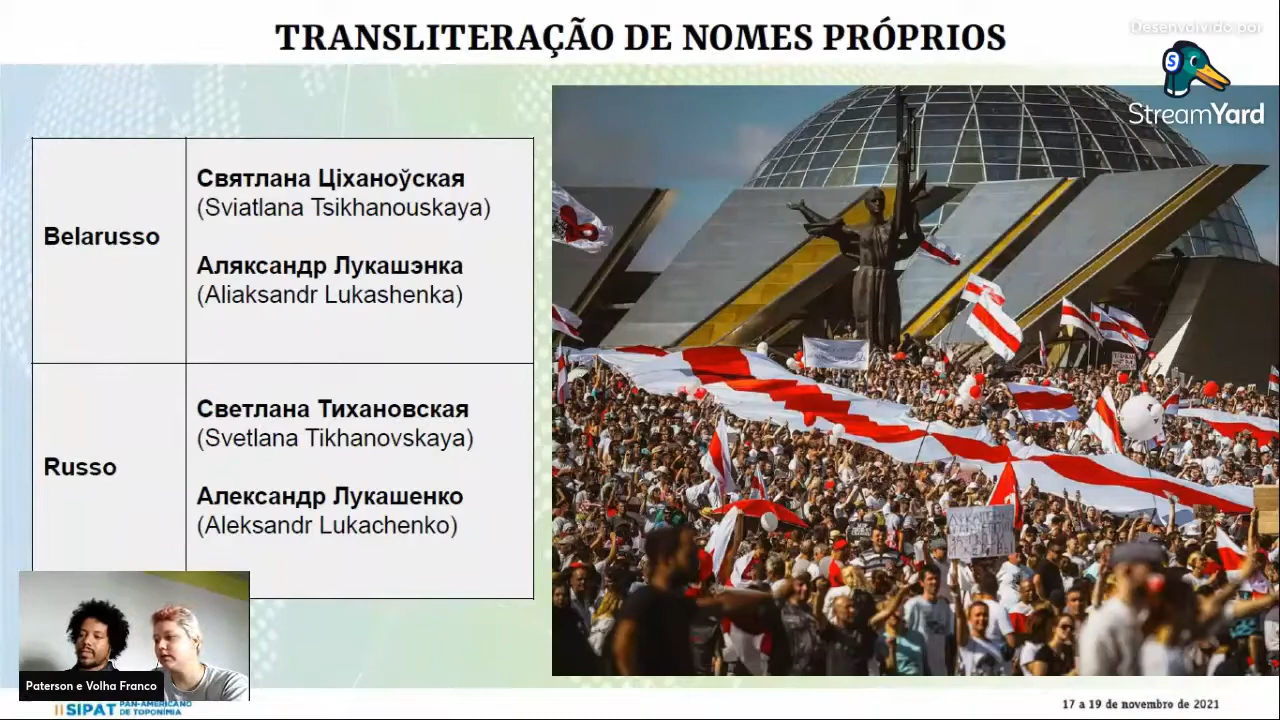 TRANSLITERAÇÃO DE NOMES PRÓPRIOS
Desenvolvido por
StreamYard
Belarusso
Святлана Ціханоўская
(Sviatlana Tsikhanouskaya)
Аляксандр Лукашэнка
(Aliaksandr Lukashenka)
Russo
Светлана Тихановская
(Svetlana Tikhanovskaya)
Александр Лукашенко
(Aleksandr Lukachenko)
Paterson e Volha Franco
II SIPAT
PAN-AMERICANO
DE TOPONÍMIA
17 a 19 de novembro de 2021